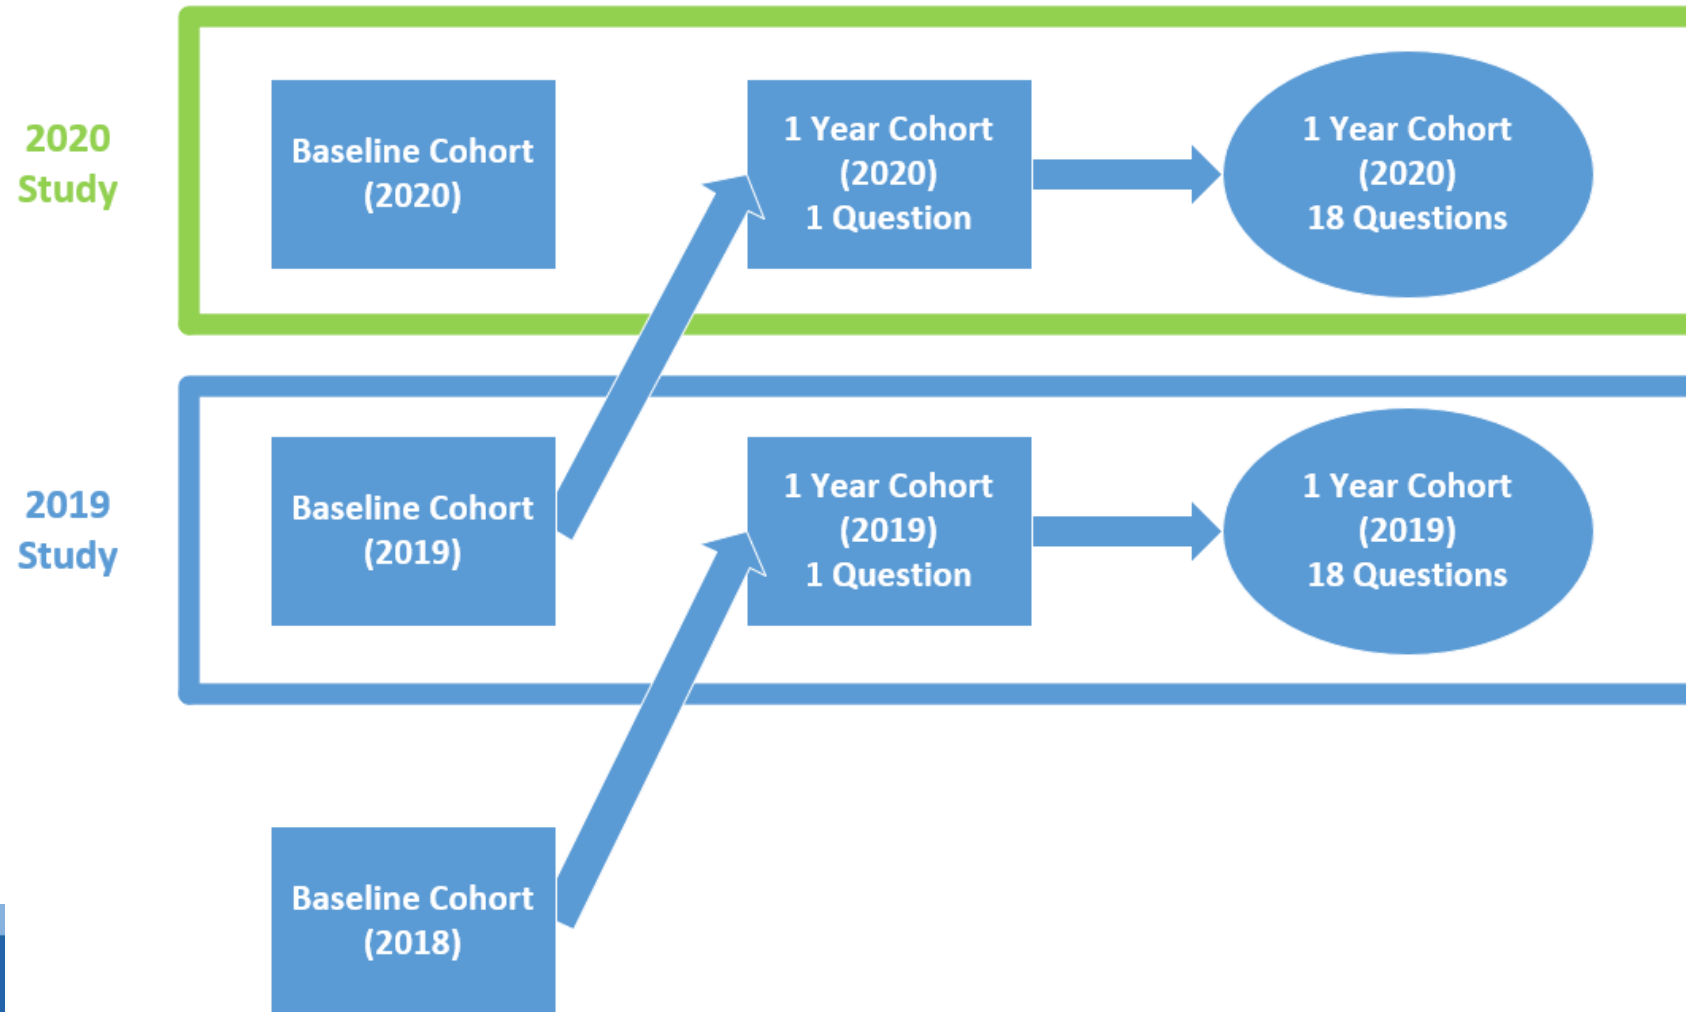 2020
Study
Baseline Cohort
(2020)
1 Year Cohort
(2020)
1 Question
1 Year Cohort
(2020)
18 Questions
2019
Study
Baseline Cohort
(2019)
1 Year Cohort
(2019)
1 Question
1 Year Cohort
(2019)
18 Questions
Baseline Cohort
(2018)